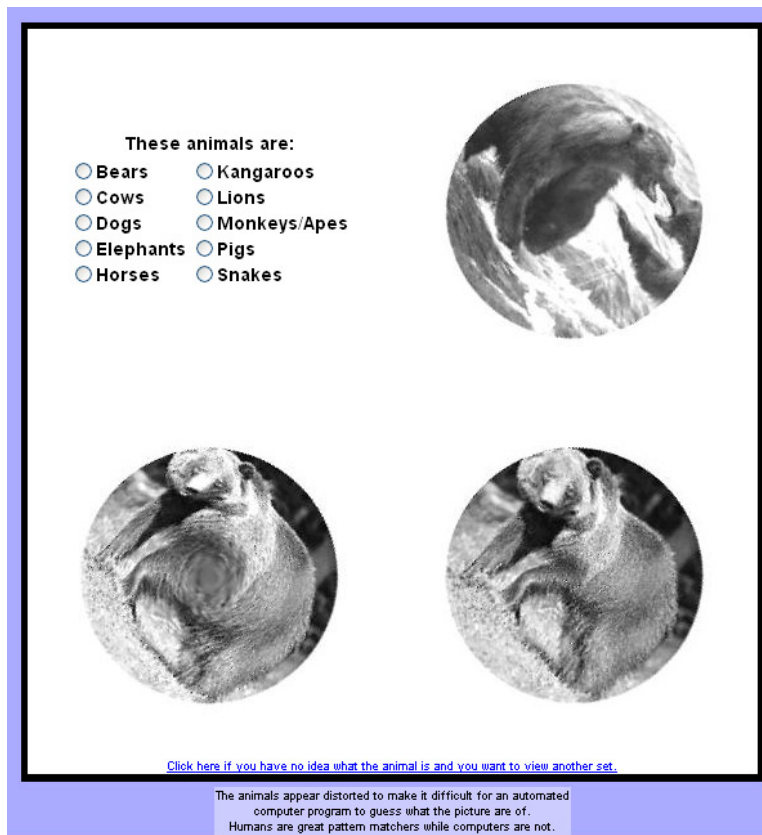 These animals are:
Bears Kangaroos
Cows Lions
Dogs Monkeys/Apes
Elephants Pigs
Horses Snakes
Click here if you have no idea what the animal is and you want to view another set.
The animals appear distorted to make it difficult for an automated
computer program to guess what the picture are of.
Humans are great pattern matchers while computers are not.